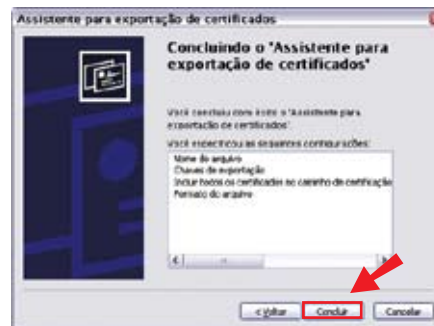 Assistente para exportação de certificados
Concluindo o "Assistente para
exportação de certificados"
Você concluiu com êxito o "Assistente para
exportação de certificados".
Você especificou as seguintes configurações:
Nome do arquivo
Chaves de exportação
Incluir todos os certificados no caminho de certificação
Formato do arquivo
< Voltar
Concluir
Cancelar